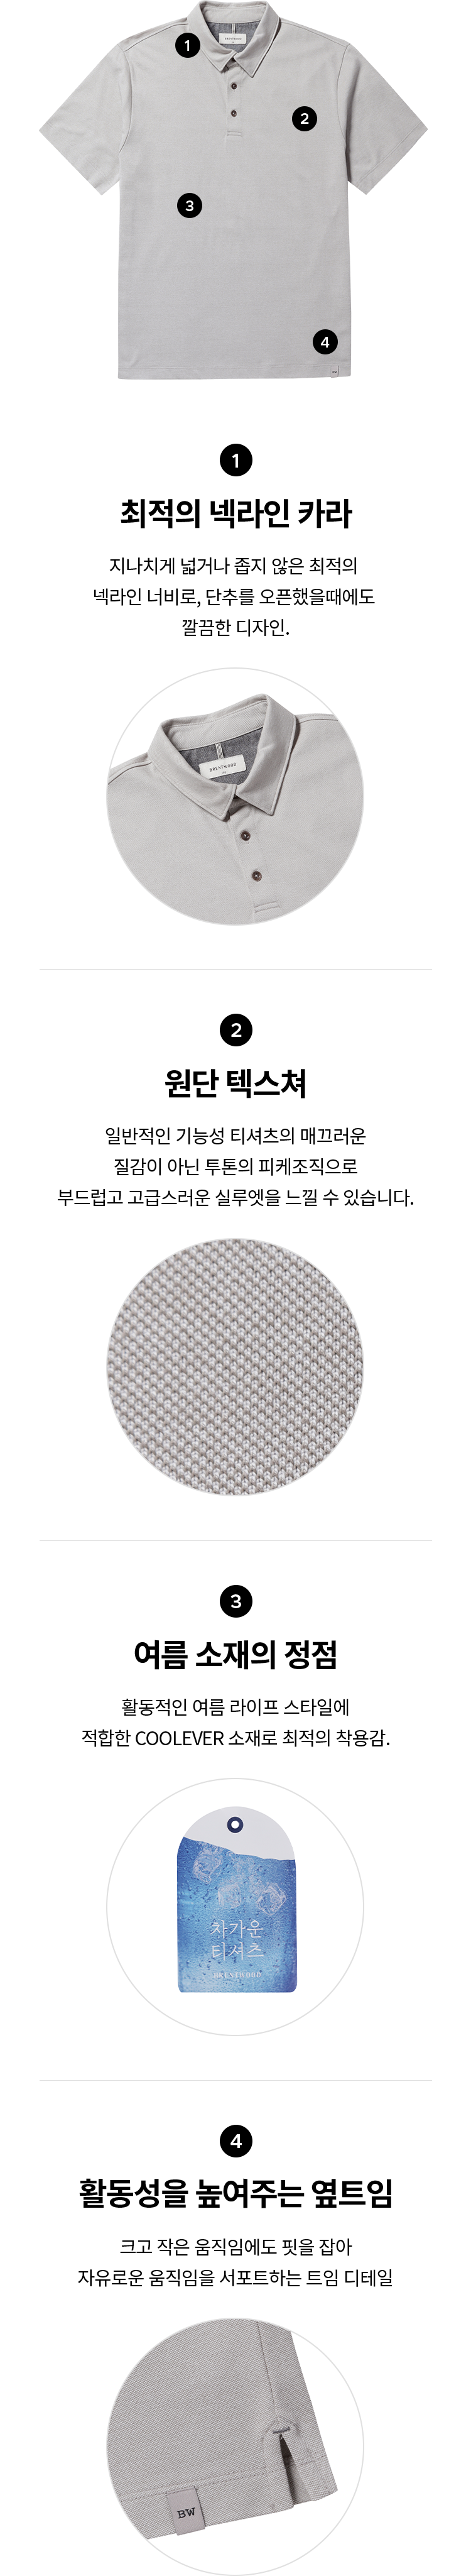 BRENTWOOD
1
2
3
4
BW
1
최적의 넥라인 카라
지나치게 넓거나 좁지 않은 최적의
넥라인 너비로, 단추를 오픈했을때에도
깔끔한 디자인.
BRENTWOOD
2
원단 텍스쳐
일반적인 기능성 티셔츠의 매끄러운
질감이 아닌 투톤의 피케조직으로
부드럽고 고급스러운 실루엣을 느낄 수 있습니다.
3
여름 소재의 정점
활동적인 여름 라이프 스타일에
적합한 COOLEVER 소재로 최적의 착용감.
차가운
티셔츠
BRENTWOOD
4
활동성을 높여주는 옆트임
크고 작은 움직임에도 핏을 잡아
자유로운 움직임을 서포트하는 트임 디테일
BW